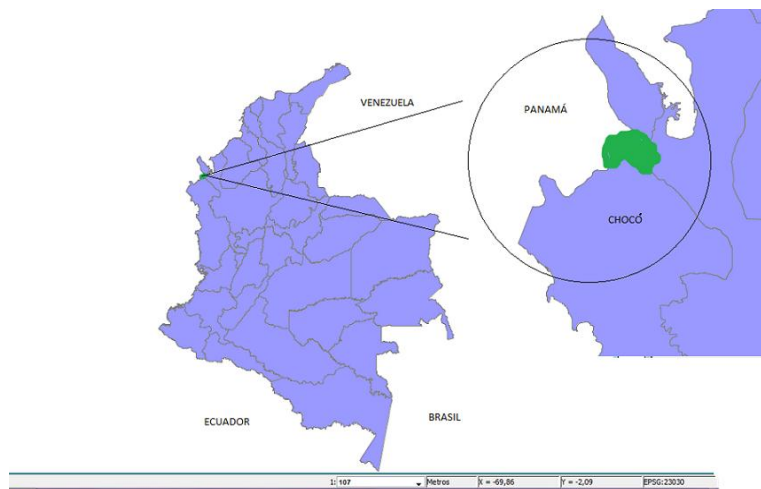 VENEZUELA
PANAMÁ
CHOCÓ
ECUADOR
BRASIL
1: 107 Metros X = -69,86 Y = -2,09 EPSG:23030